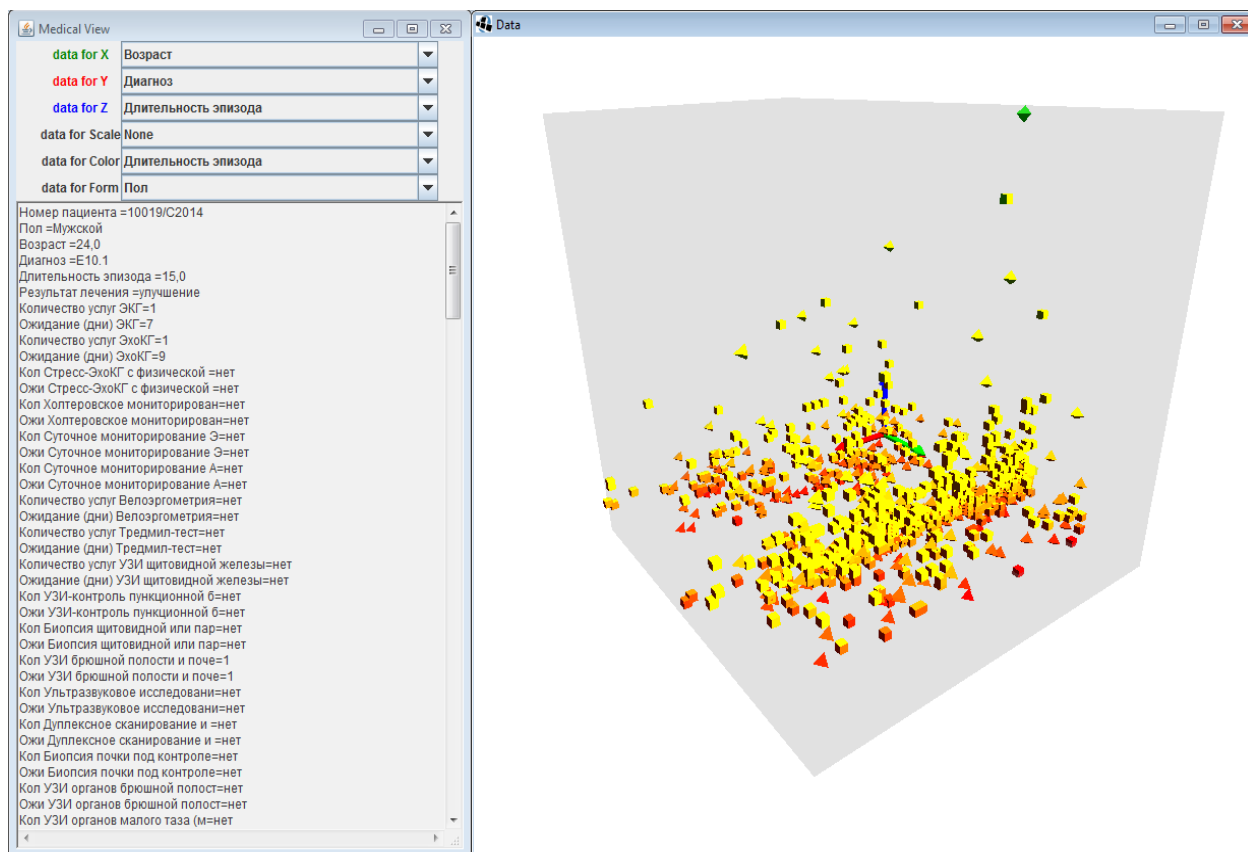 Medical View
data for X Возраст
data for Y Диагноз
data for Z Длительность эпизода
data for Scale None
data for Color Длительность эпизода
data for Form Пол
Номер пациента =10019/C2014
Пол =Мужской
Возраст =24,0
Диагноз =E10.1
Длительность эпизода =15,0
Результат лечения =улучшение
Количество услуг ЭКГ=1
Ожидание (дни) ЭКГ=7
Количество услуг ЭхоКГ=1
Ожидание (дни) ЭхоКГ=9
Кол Стресс-ЭхоКГ с физической =нет
Ожи Стресс-ЭхоКГ с физической =нет
Кол Холтеровское мониторирован=нет
Ожи Холтеровское мониторирован=нет
Кол Суточное мониторирование Э=нет
Ожи Суточное мониторирование Э=нет
Кол Суточное мониторирование А=нет
Ожи Суточное мониторирование А=нет
Количество услуг Велоэргометрия=нет
Ожидание (дни) Велоэргометрия=нет
Количество услуг Тредмил-тест=нет
Ожидание (дни) Тредмил-тест=нет
Количество услуг УЗИ щитовидной железы=нет
Ожидание (дни) УЗИ щитовидной железы=нет
Кол УЗИ-контроль пункционной б=нет
Ожи УЗИ-контроль пункционной б=нет
Кол Биопсия щитовидной или пар=нет
Ожи Биопсия щитовидной или пар=нет
Кол УЗИ брюшной полости и поче=1
Ожи УЗИ брюшной полости и поче=1
Кол Ультразвуковое исследовани=нет
Ожи Ультразвуковое исследовани=нет
Кол Дуплексное сканирование и =нет
Ожи Дуплексное сканирование и =нет
Кол Биопсия почки под контроле=нет
Ожи Биопсия почки под контроле=нет
Кол УЗИ органов брюшной полост=нет
Ожи УЗИ органов брюшной полост=нет
Кол УЗИ органов малого таза (м=нет
Data